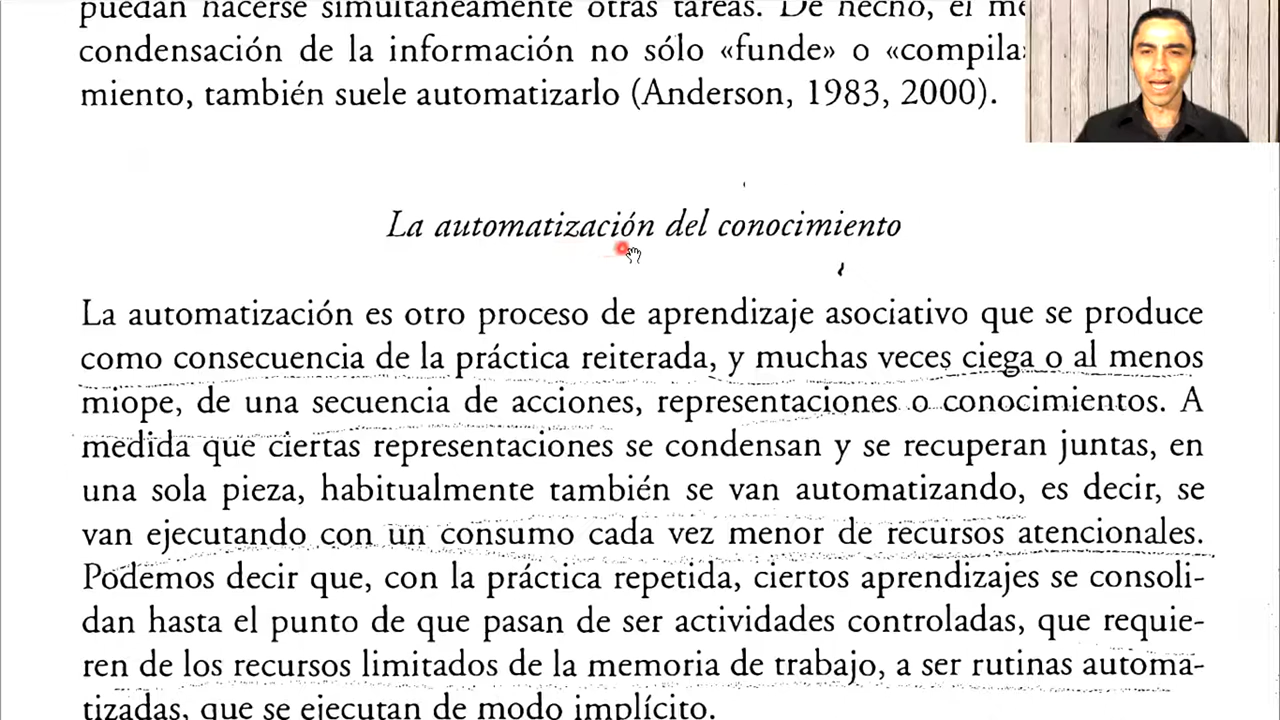 puedan hacerse simultáneamente otras tareas. De hecho, el me
condensación de la información no sólo «funde» o «compila»
miento, también suele automatizarlo (Anderson, 1983, 2000).
La automatización del conocimiento
La automatización es otro proceso de aprendizaje asociativo que se produce
como consecuencia de la práctica reiterada, y muchas veces ciega o al menos
miope, de una secuencia de acciones, representaciones o conocimientos. A
medida que ciertas representaciones se condensan y se recuperan juntas, en
una sola pieza, habitualmente también se van automatizando, es decir, se
van ejecutando con un consumo cada vez menor de recursos atencionales.
Podemos decir que, con la práctica repetida, ciertos aprendizajes se consoli-
dan hasta el punto de que pasan de ser actividades controladas, que requie-
ren de los recursos limitados de la memoria de trabajo, a ser rutinas automa-
tizadas, que se ejecutan de modo implícito.